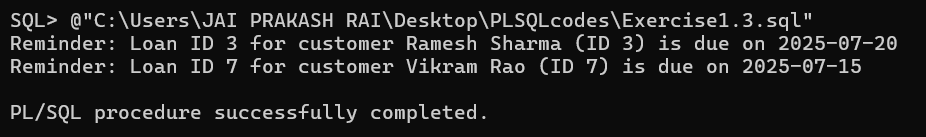 SQL> @"C:\Users\JAI PRAKASH RAI\Desktop\PLSQLcodes\Exercise1.3.sql"
Reminder: Loan ID 3 for customer Ramesh Sharma (ID 3) is due on 2025-07-20
Reminder: Loan ID 7 for customer Vikram Rao (ID 7) is due on 2025-07-15
PL/SQL procedure successfully completed.